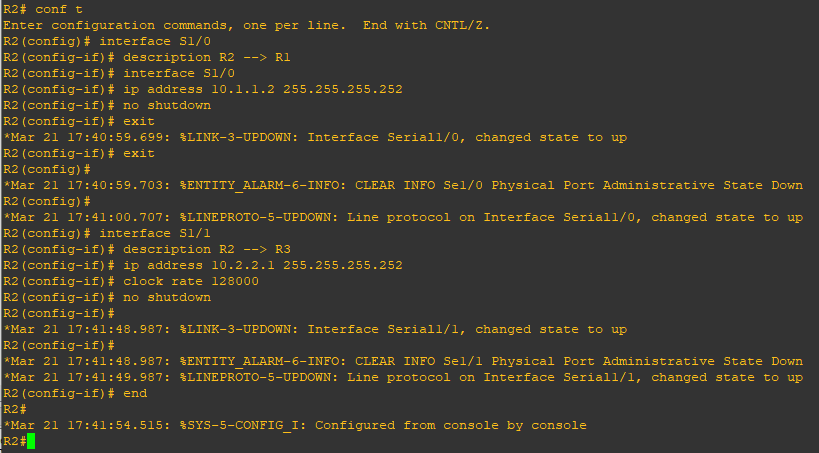 R2# conf t
Enter configuration commands, one per line.  End with CNTL/Z.
R2(config)# interface S1/0
R2(config-if)# description R2 --> R1
R2(config-if)# interface S1/0
R2(config-if)# ip address 10.1.1.2 255.255.255.252
R2(config-if)# no shutdown
R2(config-if)# exit
*Mar 21 17:40:59.699: %LINK-3-UPDOWN: Interface Serial1/0, changed state to up
R2(config-if)# exit
R2(config)#
*Mar 21 17:40:59.703: %ENTITY_ALARM-6-INFO: CLEAR INFO Se1/0 Physical Port Administrative State Down
R2(config)#
*Mar 21 17:41:00.707: %LINEPROTO-5-UPDOWN: Line protocol on Interface Serial1/0, changed state to up
R2(config)# interface S1/1
R2(config-if)# description R2 --> R3
R2(config-if)# ip address 10.2.2.1 255.255.255.252
R2(config-if)# clock rate 128000
R2(config-if)# no shutdown
R2(config-if)#
*Mar 21 17:41:48.987: %LINK-3-UPDOWN: Interface Serial1/1, changed state to up
R2(config-if)#
*Mar 21 17:41:48.987: %ENTITY_ALARM-6-INFO: CLEAR INFO Se1/1 Physical Port Administrative State Down
*Mar 21 17:41:49.987: %LINEPROTO-5-UPDOWN: Line protocol on Interface Serial1/1, changed state to up
R2(config-if)# end
R2#
*Mar 21 17:41:54.515: %SYS-5-CONFIG_I: Configured from console by console
R2#